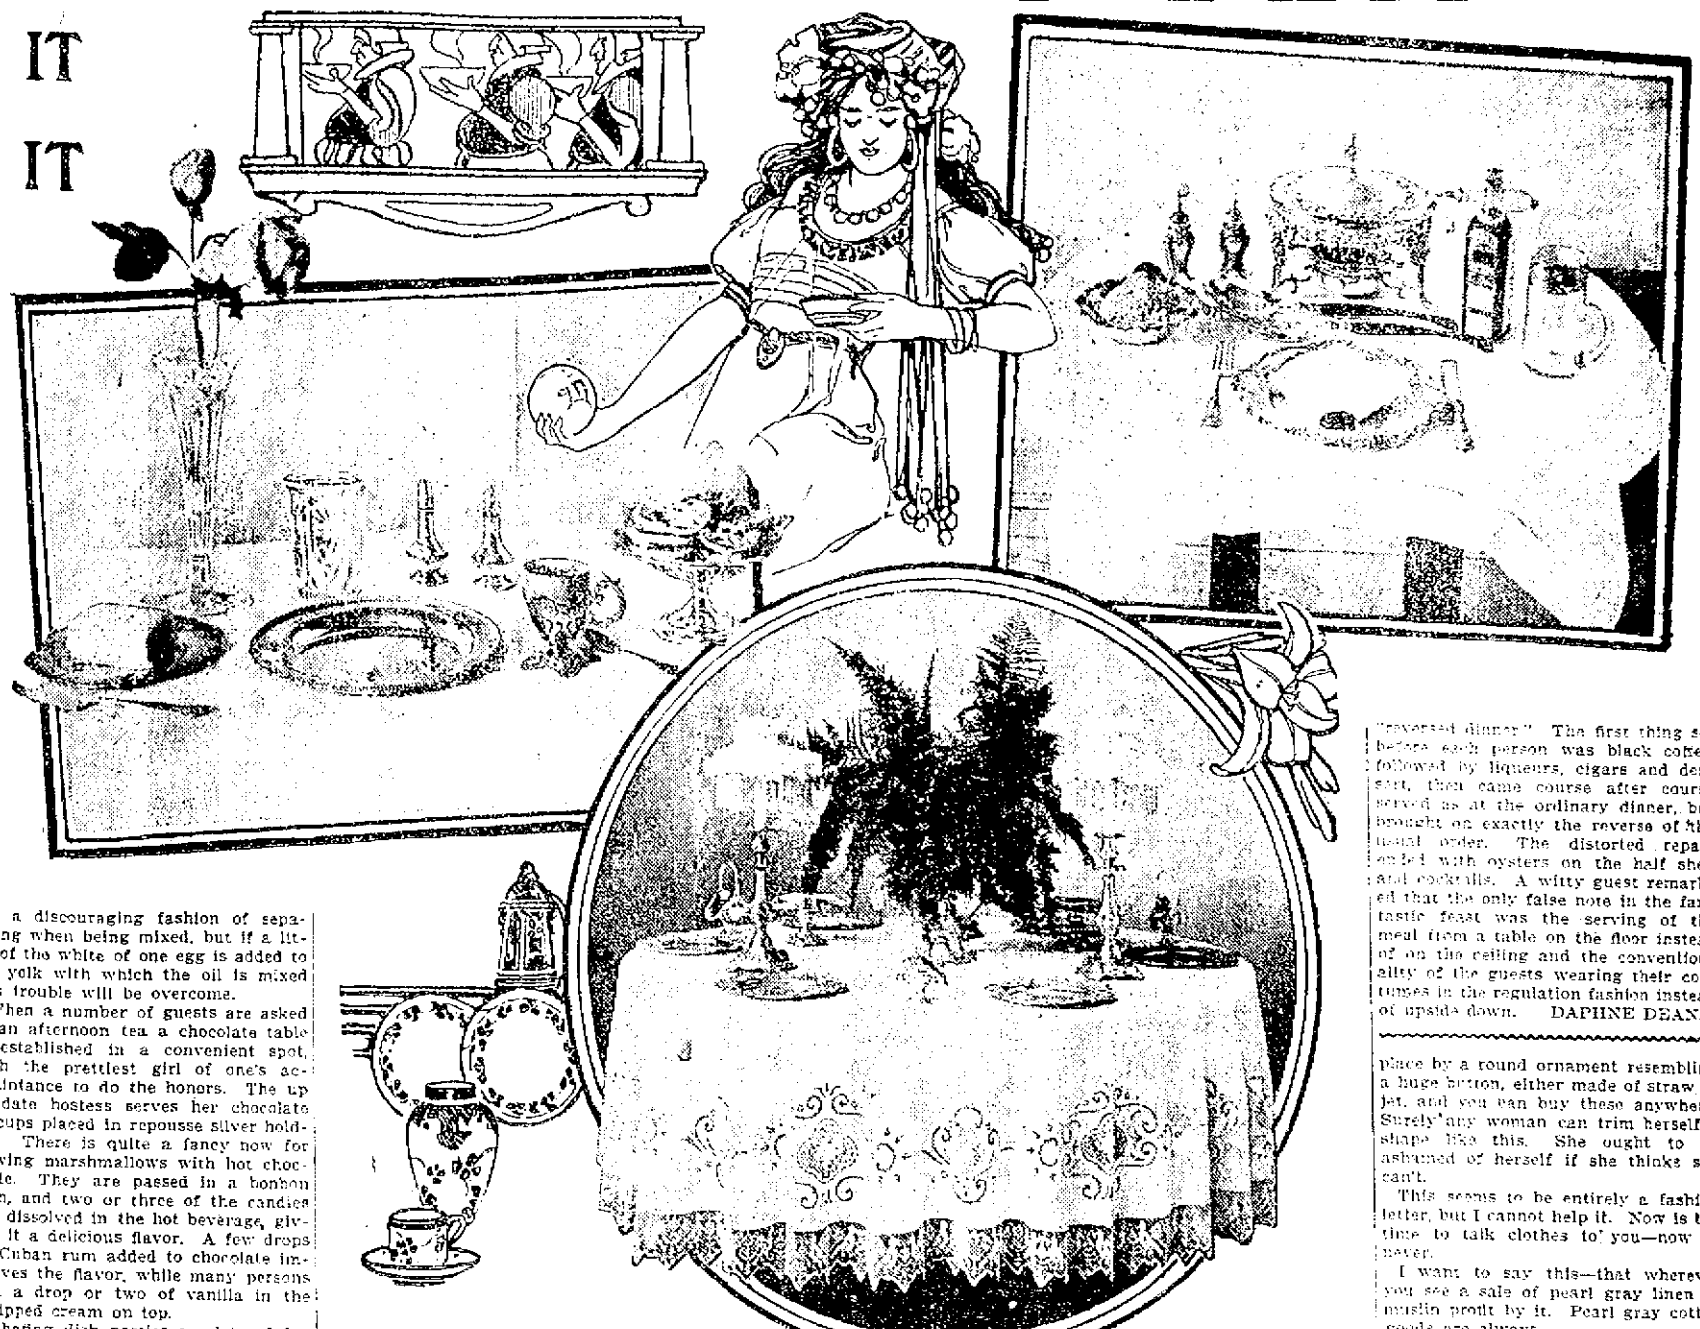 IT
IT
a discouraging fashion of sepa-
ng when being mixed, but if a lit-
of the white of one egg is added to
yolk with which the oil is mixed
s trouble will be overcome.
When a number of guests are asked
an afternoon tea a chocolate table
established in a convenient spot,
h the prettiest girl of one's ac-
intance to do the honors. The up
date hostess serves her chocolate
cups placed in repousse silver hold-
There is quite a fancy now for
ving marshmallows with hot choc-
te. They are passed in a bonbon
h, and two or three of the candies
dissolved in the hot beverage, giv-
it a delicious flavor. A few drops
Cuban rum added to chocolate im-
ves the flavor, while many persons
a drop or two of vanilla in the
ipped cream on top.
"reversed dinner." The first thing s
before each person was black coffe
followed by liqueurs, cigars and des
sert, then came course after cours
served as at the ordinary dinner, b
brought on exactly the reverse of th
usual order. The distorted repa
ended with oysters on the half she
and cocktails. A witty guest remark
ed that the only false note in the fan
tastic feast was the serving of th
meal from a table on the floor instea
of on the ceiling and the convention
ality of the guests wearing their co
tumes in the regulation fashion instea
of upside down. DAPHNE DEAN
place by a round ornament resemblin
a huge button, either made of straw
jet, and you can buy these anywhe
Surely any woman can trim herself
shape like this. She ought to
ashamed of herself if she thinks s
can't.
This seems to be entirely a fashi
letter, but I cannot help it. Now is t
time to talk clothes to you—now
never.
I want to say this—that wherev
you see a sale of pearl gray linen
muslin profit by it. Pearl gray cott
goods are always